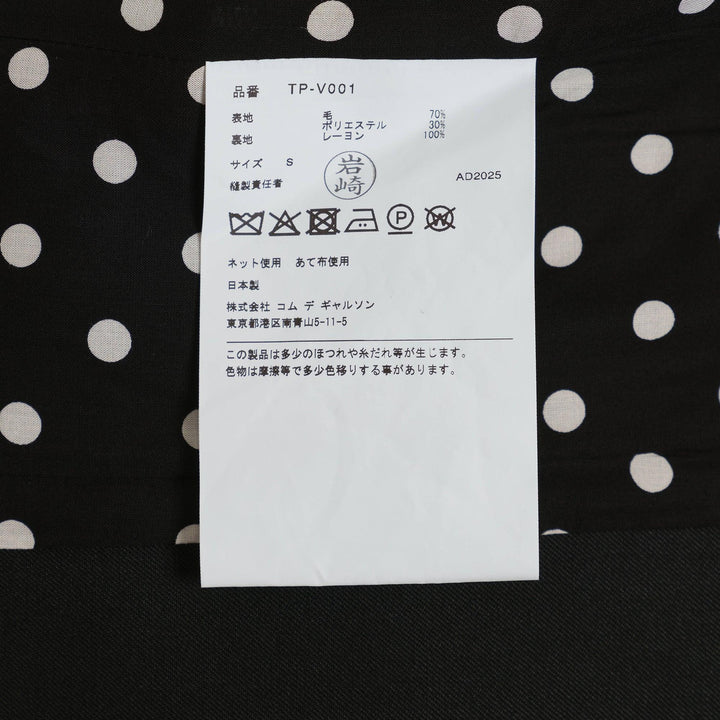 品番 TP-V001
表地 毛 70%
ポリエステル 30%
裏地 レーヨン 100%
サイズ S
縫製責任者 岩崎 AD2025
P W
ネット使用 あて布使用
日本製
株式会社 コム デ ギャルソン
東京都港区南青山5-11-5
この製品は多少のほつれや糸だれ等が生じます。
色物は摩擦等で多少色移りする事があります。